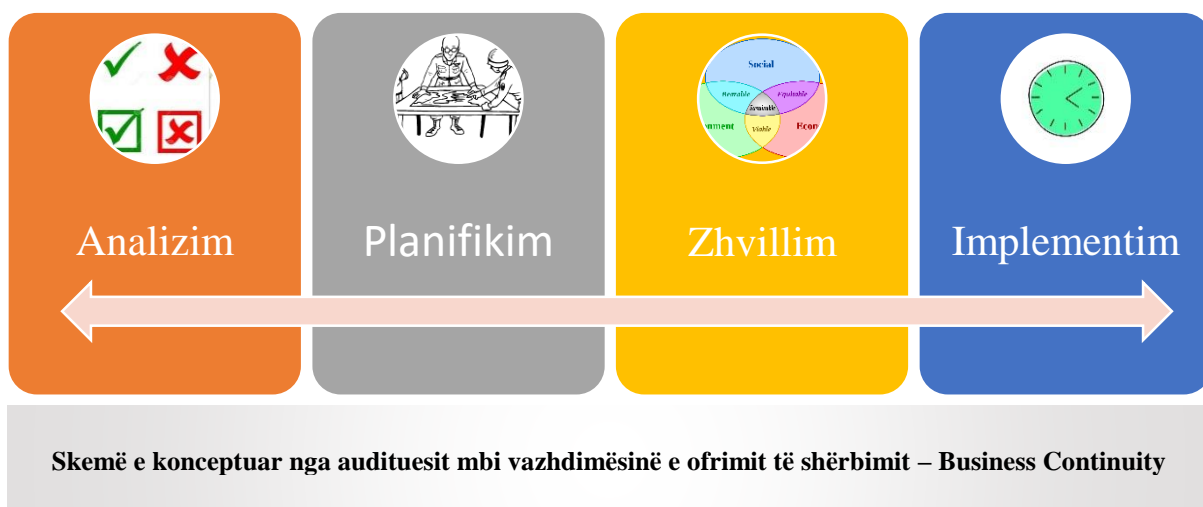 Social
Bearable
Equitable
Viable
onment
Econ
Analizim
Planifikim
Zhvillim
Implementim
Skemë e konceptuar nga audituesit mbi vazhdimësinë e ofrimit të shërbimit – Business Continuity